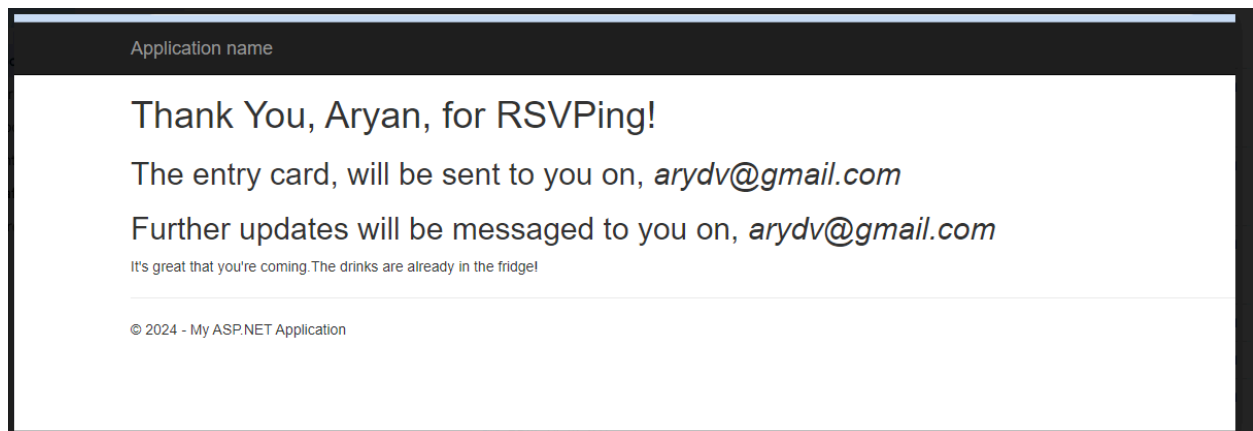 Application name
Thank You, Aryan, for RSVPing!
The entry card, will be sent to you on, arydv@gmail.com
Further updates will be messaged to you on, arydv@gmail.com
It's great that you're coming.The drinks are already in the fridge!
© 2024 - My ASP.NET Application